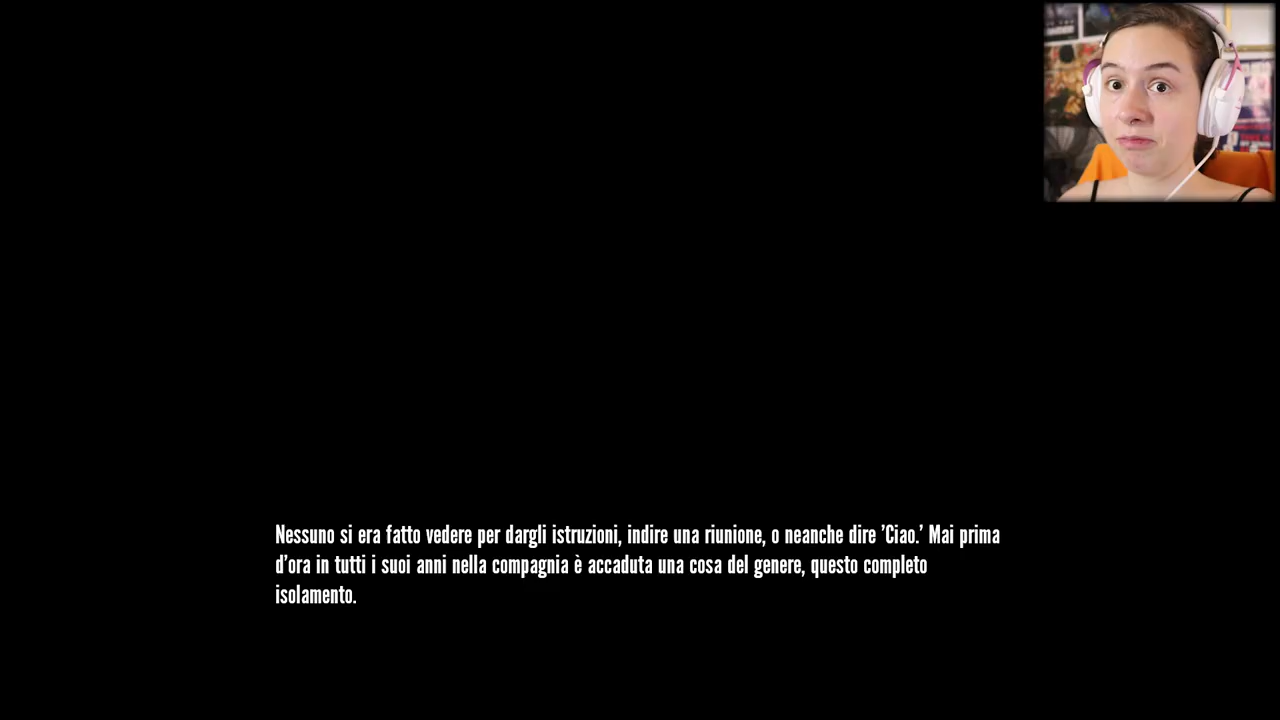 Nessuno si era fatto vedere per dargli istruzioni, indire una riunione, o neanche dire 'Ciao.' Mai prima
d'ora in tutti i suoi anni nella compagnia è accaduta una cosa del genere, questo completo
isolamento.